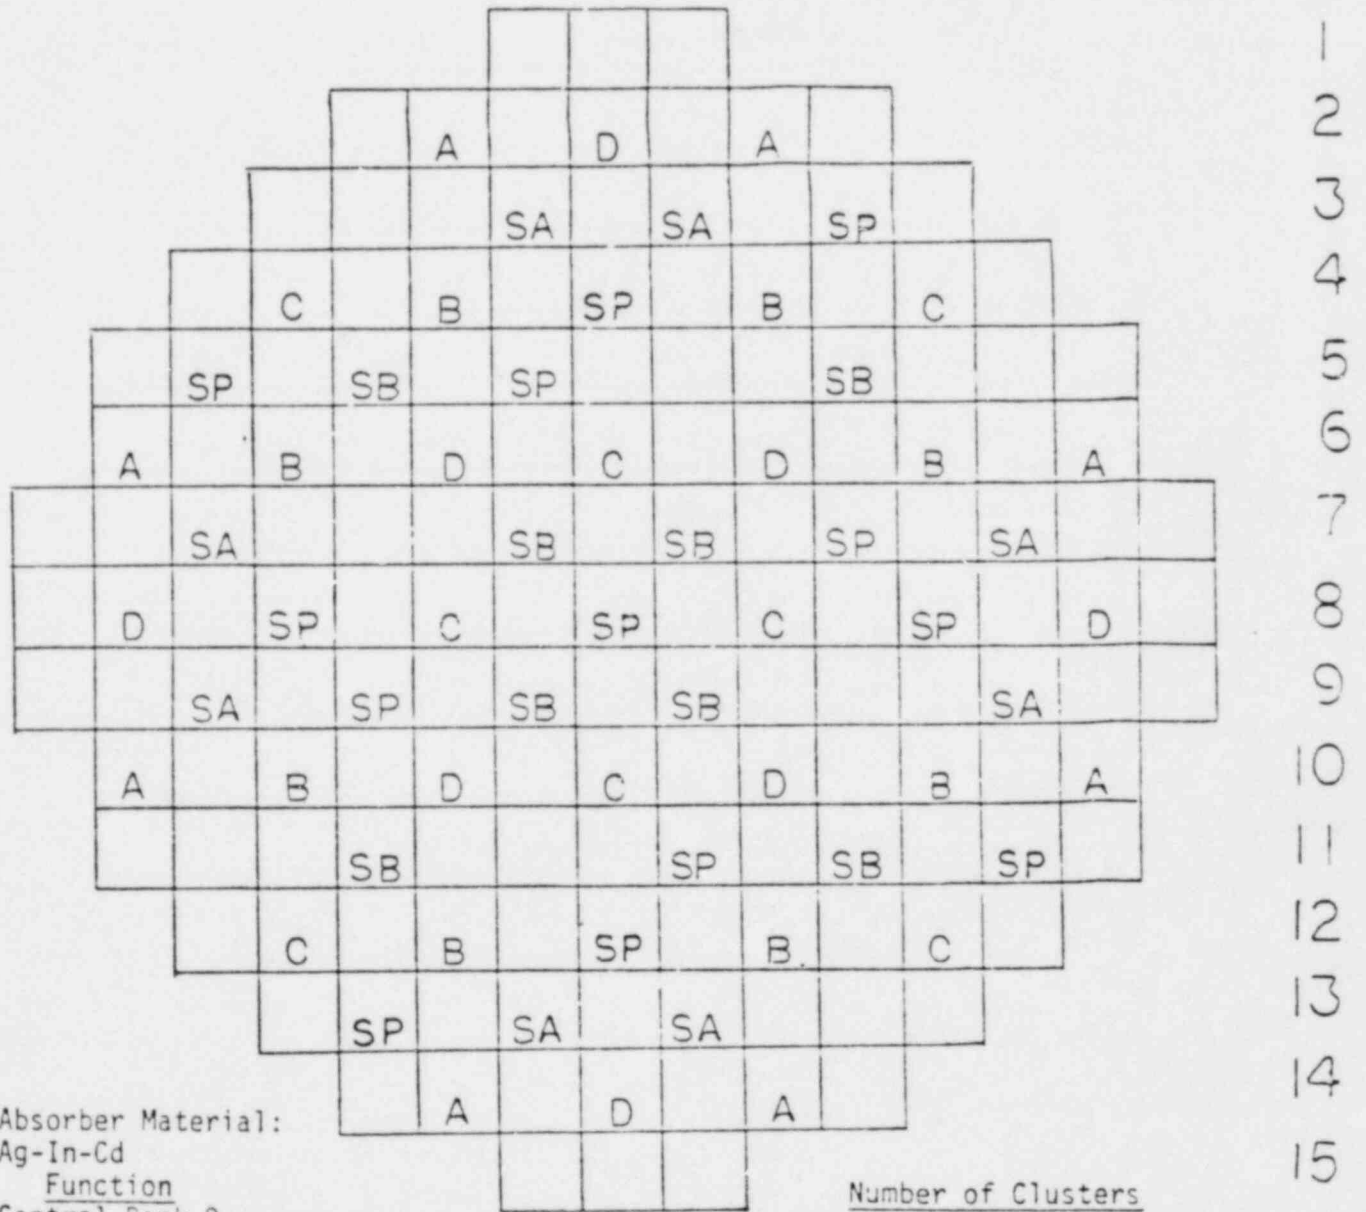 1
A D A 2
SA SA SP 3
C B SP B C 4
SP SB SP SB 5
A B D C D B A 6
SA SB SB SP SA 7
D SP C SP C SP D 8
SA SP SB SB SA 9
A B D C D B A 10
SB SP SB SP 11
C B SP B C 12
SP SA SA 13
A D A 14
15
Absorber Material:
Ag-In-Cd
Function Number of Clusters